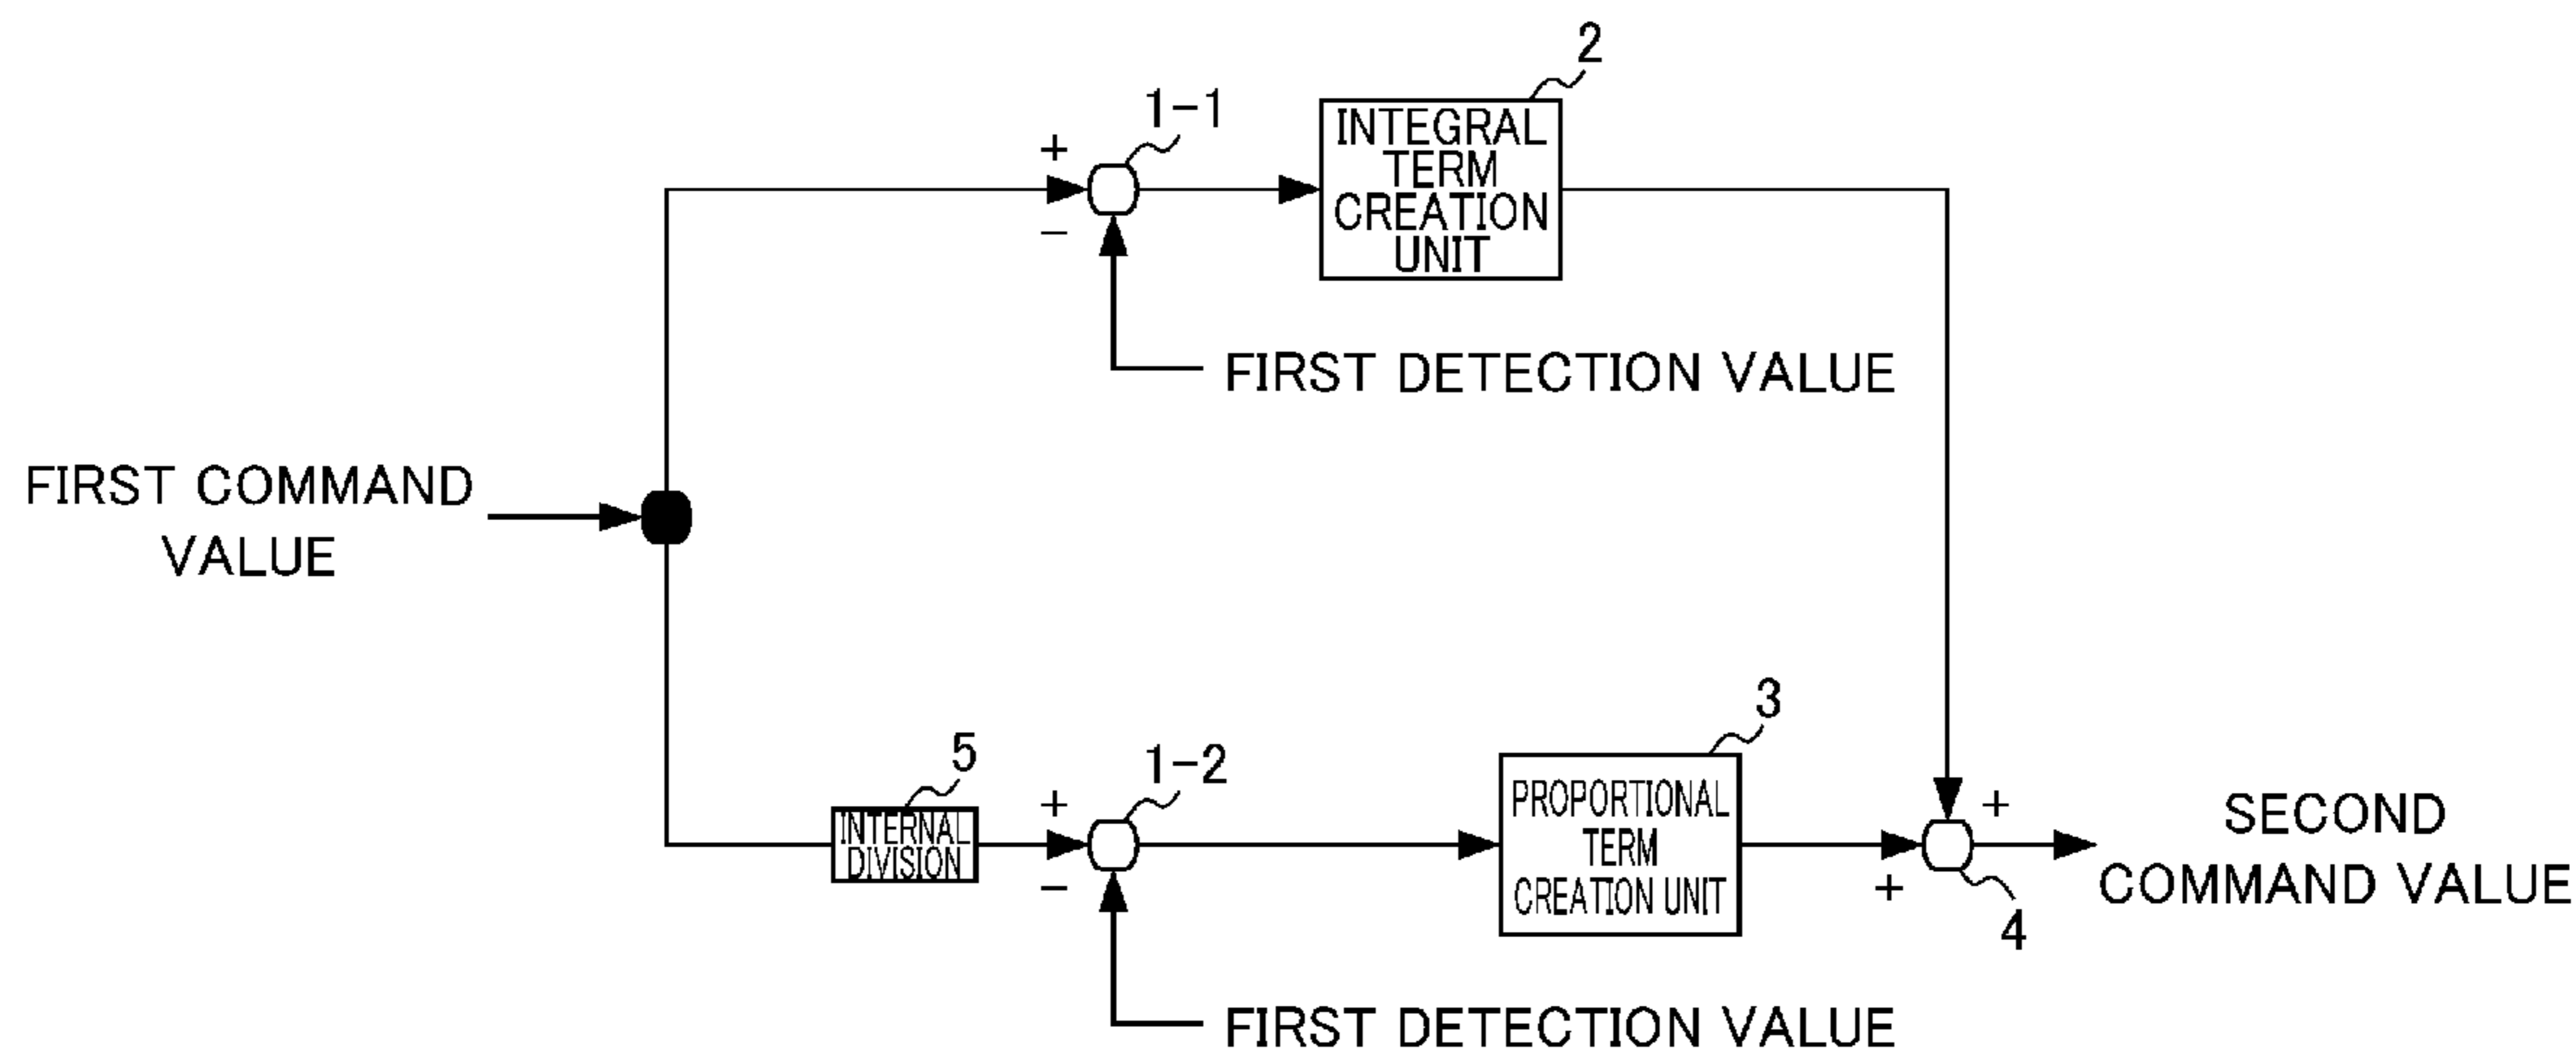 2
1-1
+
INTEGRAL
TERM
CREATION
UNIT
−
FIRST DETECTION VALUE
FIRST COMMAND
VALUE
3
5
1-2
+
INTERNAL
DIVISION
−
PROPORTIONAL
TERM
CREATION UNIT
+
+
4
SECOND
COMMAND VALUE
FIRST DETECTION VALUE